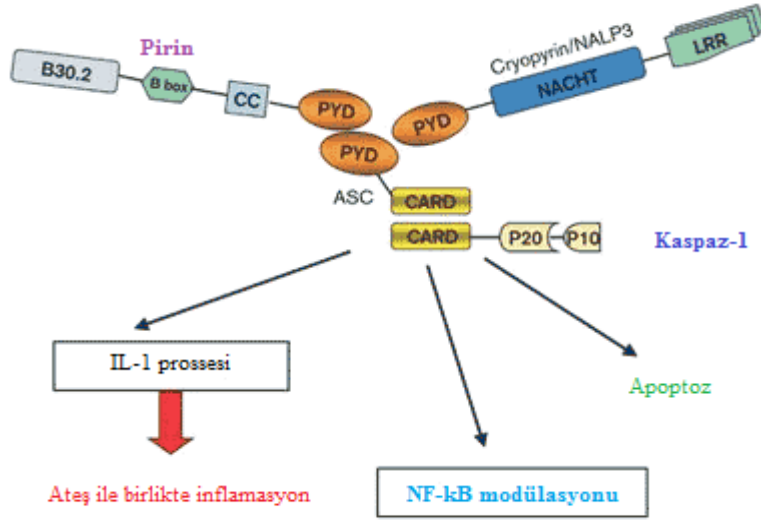 Pirin
B30.2
B box
CC
PYD
Cryopyrin/NALP3
PYD
NACHT
LRR
PYD
ASC
CARD
CARD
P20
P10
Kaspaz-1
IL-1 prossesi
Apoptoz
Ateş ile birlikte inflamasyon
NF-kB modülasyonu